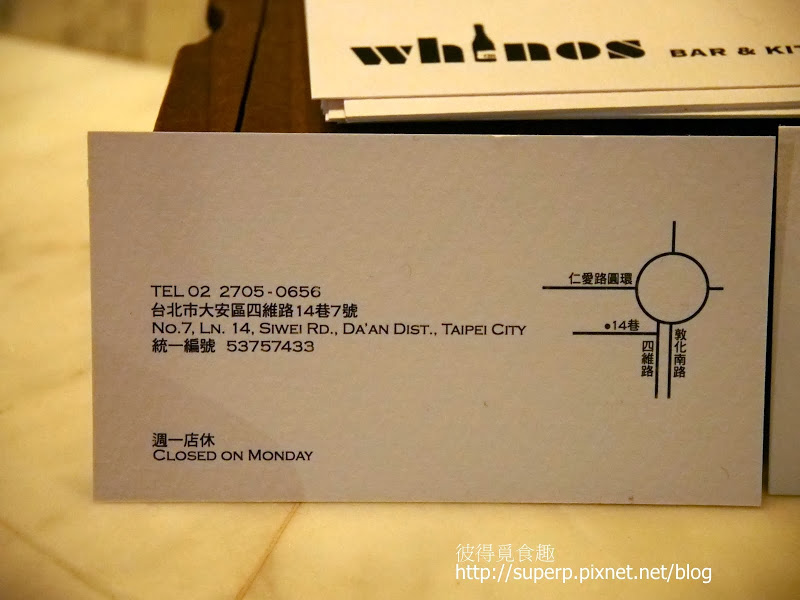 whinos BAR & KIT
TEL 02 2705-0656
台北市大安區四維路14巷7號
No.7, Ln. 14, Siwei Rd., Da'an Dist., Taipei City
統一編號 53757433
週一店休
Closed on Monday
仁愛路圓環
14巷
四維路
敦化南路
彼得覓食趣
http://superp.pixnet.net/blog